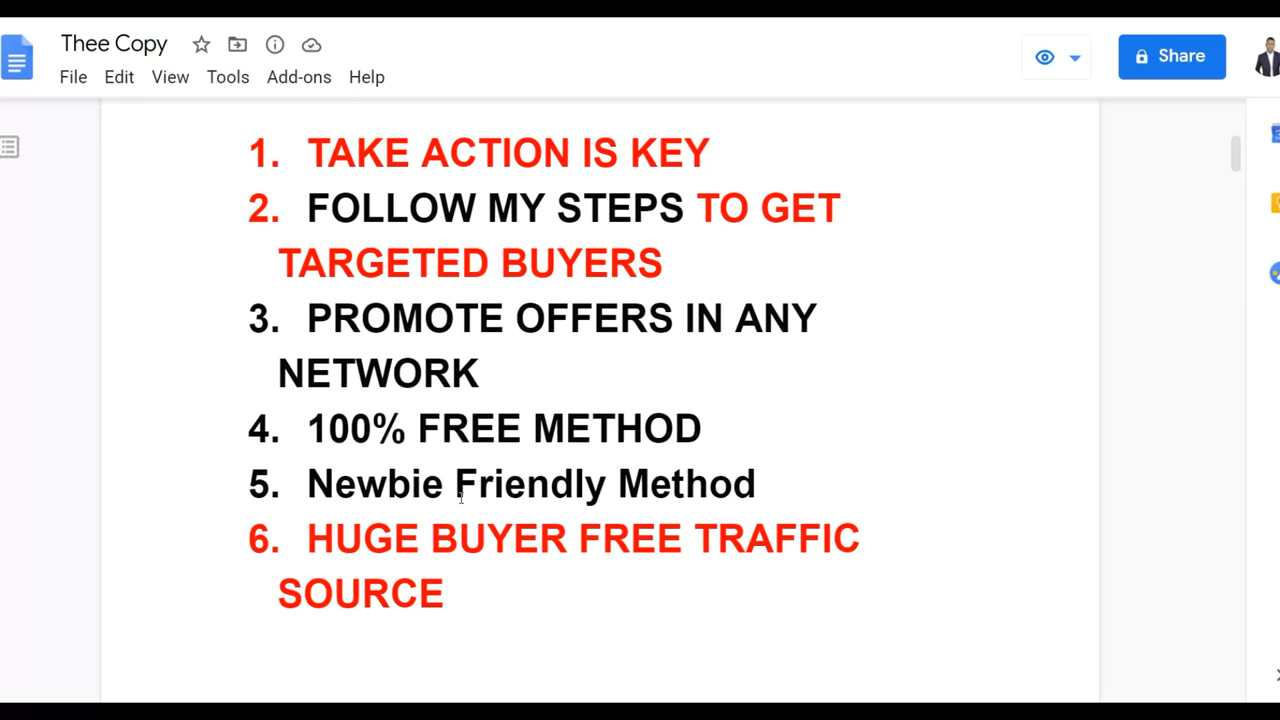 Thee Copy
File Edit View Tools Add-ons Help
Share
1. TAKE ACTION IS KEY
2. FOLLOW MY STEPS TO GET
TARGETED BUYERS
3. PROMOTE OFFERS IN ANY
NETWORK
4. 100% FREE METHOD
5. Newbie Friendly Method
6. HUGE BUYER FREE TRAFFIC
SOURCE